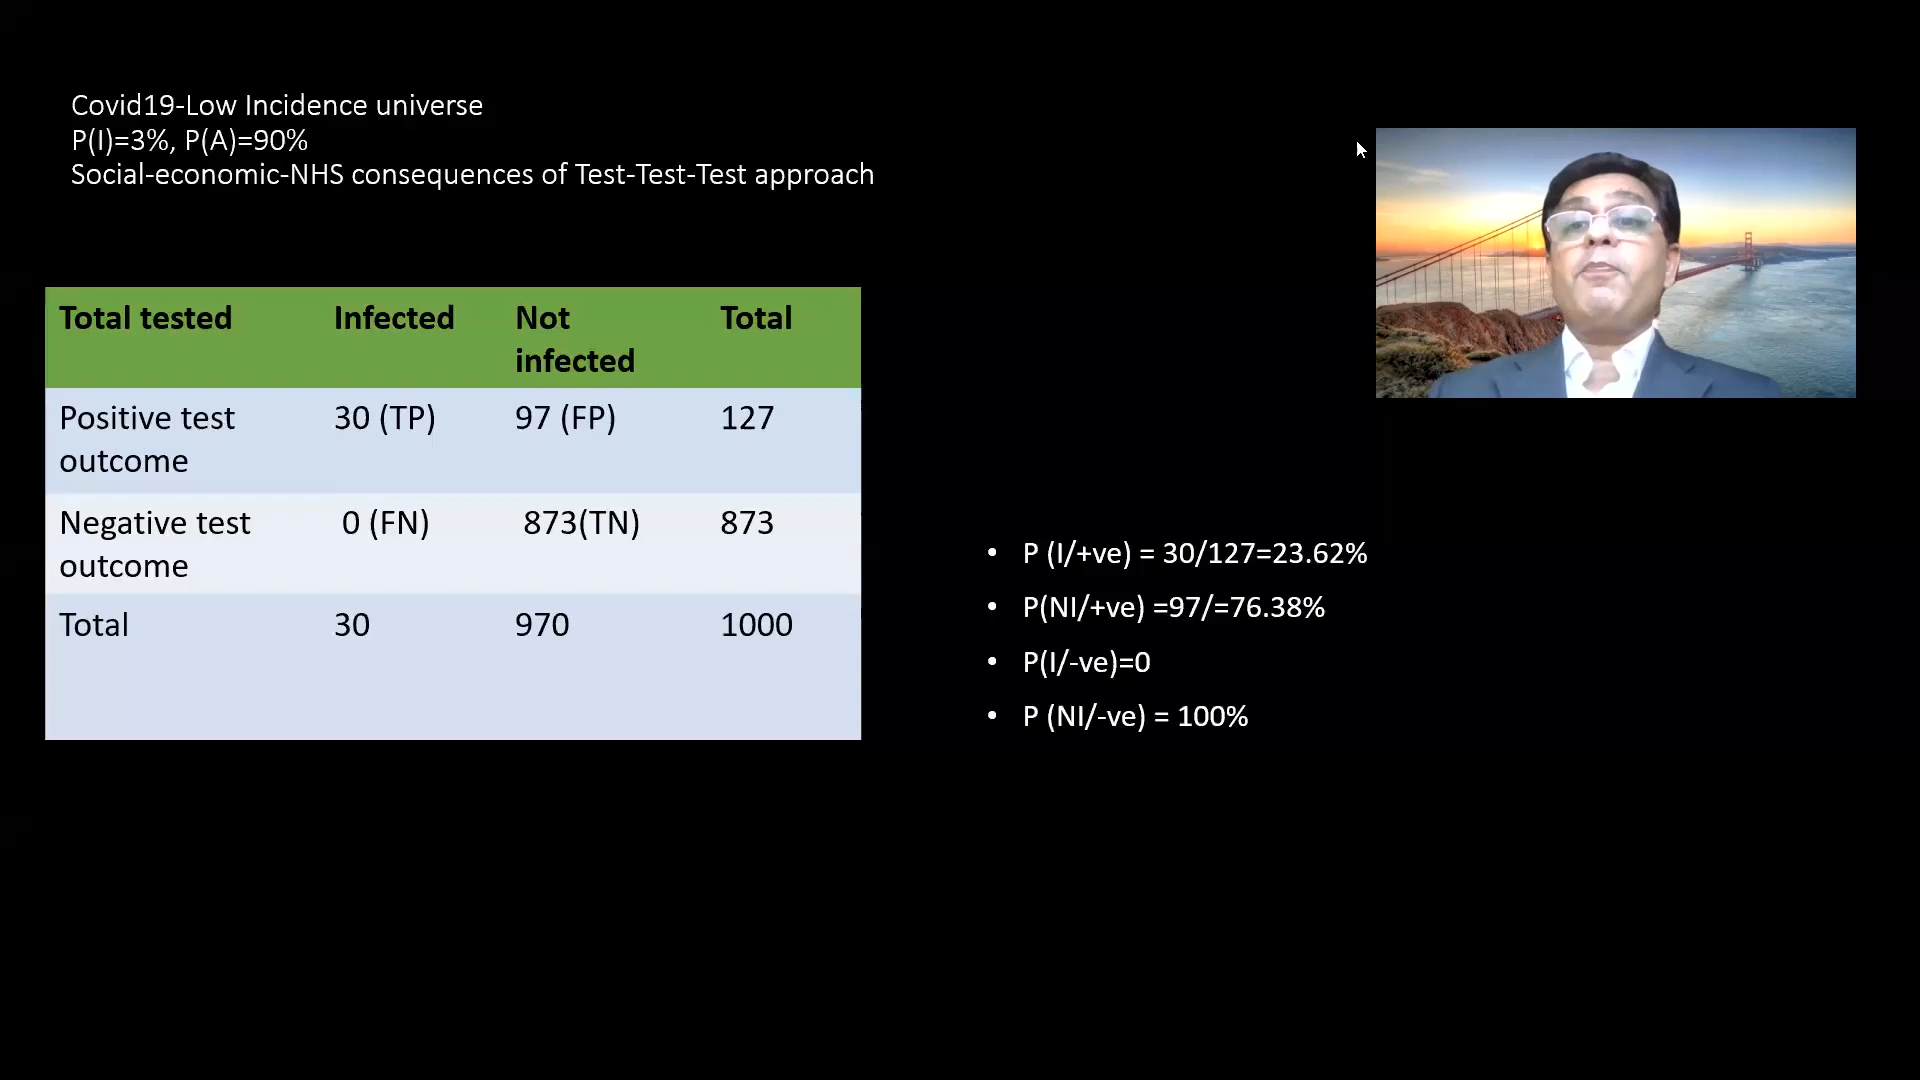 Covid19-Low Incidence universe
P(I)=3%, P(A)=90%
Social-economic-NHS consequences of Test-Test-Test approach
Total tested Infected Not infected Total
Positive test outcome 30 (TP) 97 (FP) 127
Negative test outcome 0 (FN) 873(TN) 873
Total 30 970 1000
• P (I/+ve) = 30/127=23.62%
• P(NI/+ve) =97/=76.38%
• P(I/-ve)=0
• P (NI/-ve) = 100%